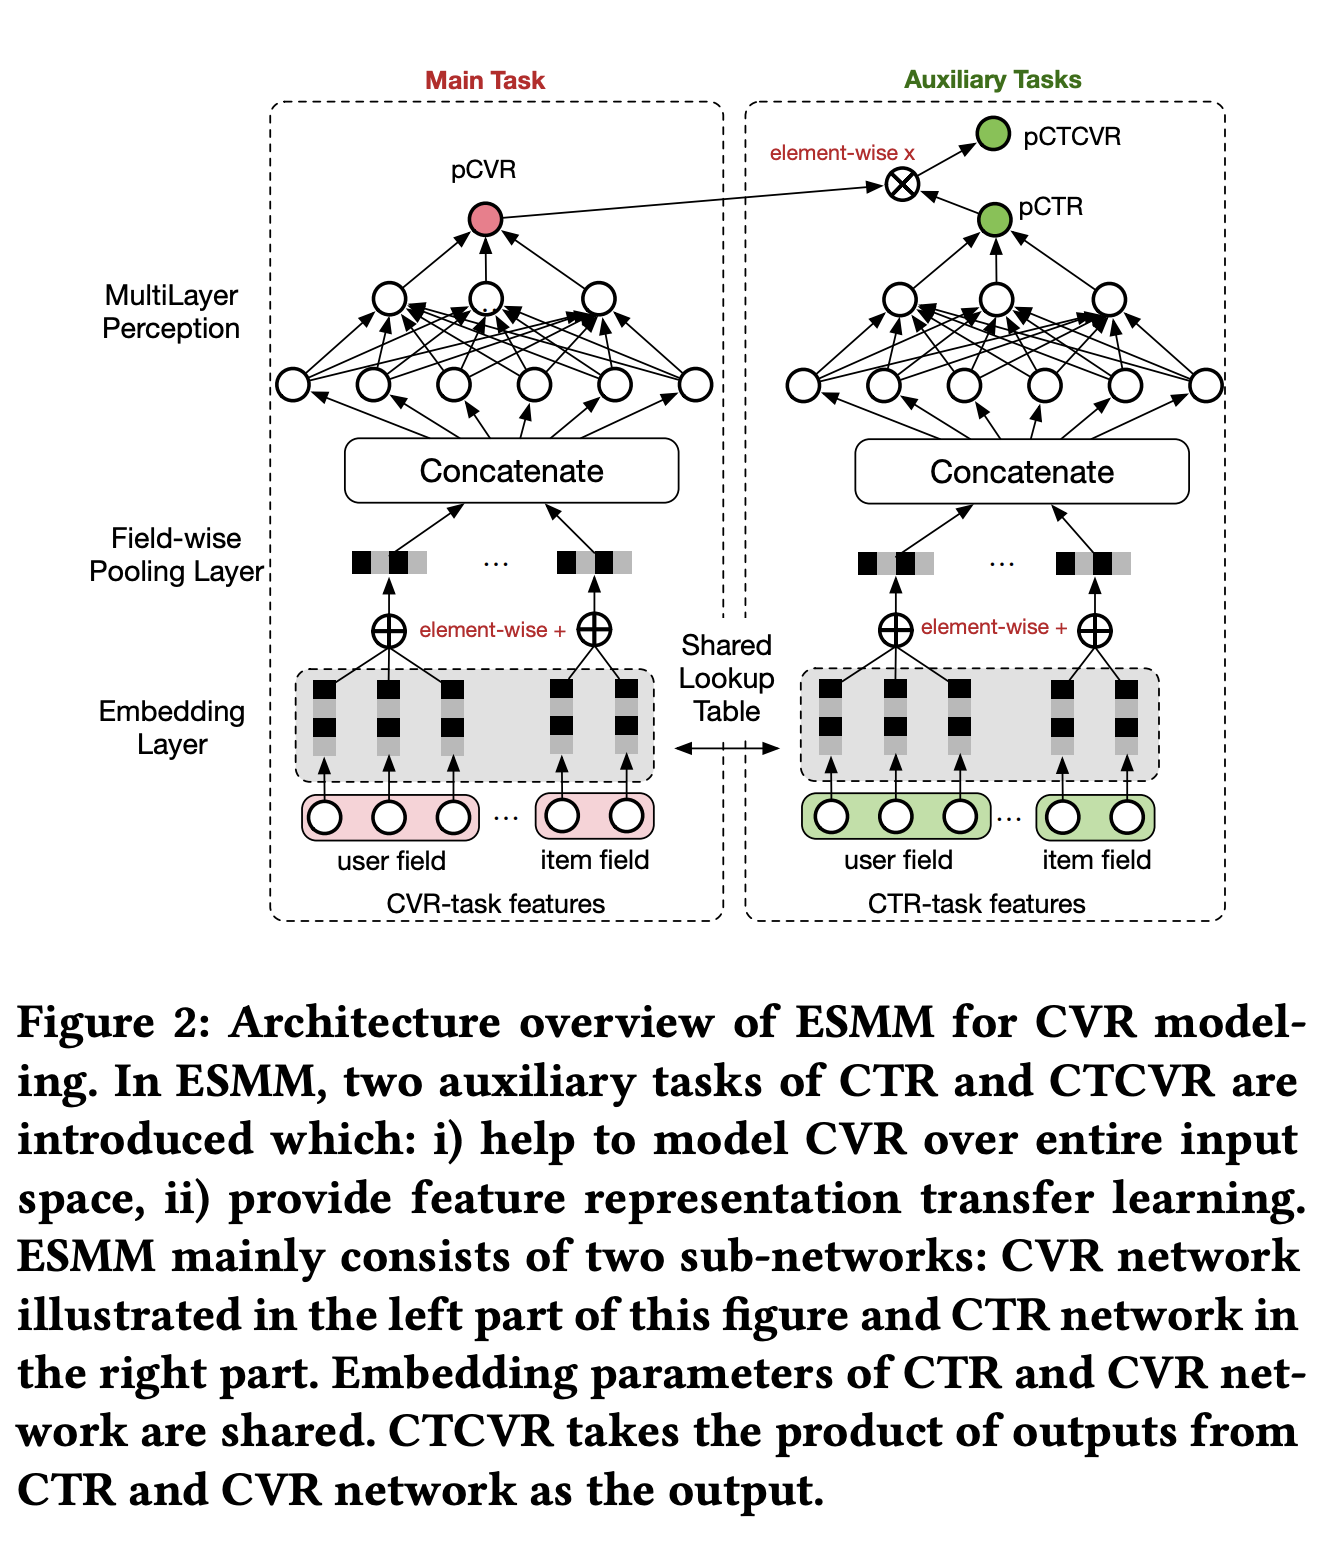 Main Task
Auxiliary Tasks
pCTCVR
element-wise x
pCVR
pCTR
MultiLayer
Perception
...
Concatenate
Concatenate
Field-wise
Pooling Layer
...
...
element-wise +
element-wise +
Shared
Lookup
Table
Embedding
Layer
...
...
user field
item field
user field
item field
CVR-task features
CTR-task features
Figure 2: Architecture overview of ESMM for CVR model-
ing. In ESMM, two auxiliary tasks of CTR and CTCVR are
introduced which: i) help to model CVR over entire input
space, ii) provide feature representation transfer learning.
ESMM mainly consists of two sub-networks: CVR network
illustrated in the left part of this figure and CTR network in
the right part. Embedding parameters of CTR and CVR net-
work are shared. CTCVR takes the product of outputs from
CTR and CVR network as the output.